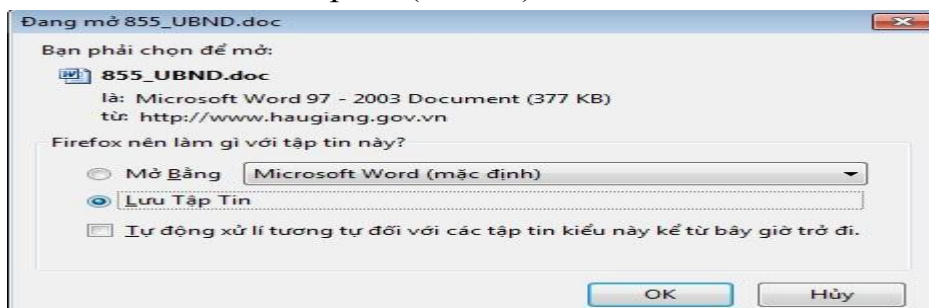 Đang mở 855_UBND.doc
Bạn phải chọn để mở:
855_UBND.doc
là: Microsoft Word 97 - 2003 Document (377 KB)
từ: http://www.haugiang.gov.vn
Firefox nên làm gì với tập tin này?
Mở Bằng Microsoft Word (mặc định)
Lưu Tập Tin
Tự động xử lí tương tự đối với các tập tin kiểu này kể từ bây giờ trở đi.
OK Hủy